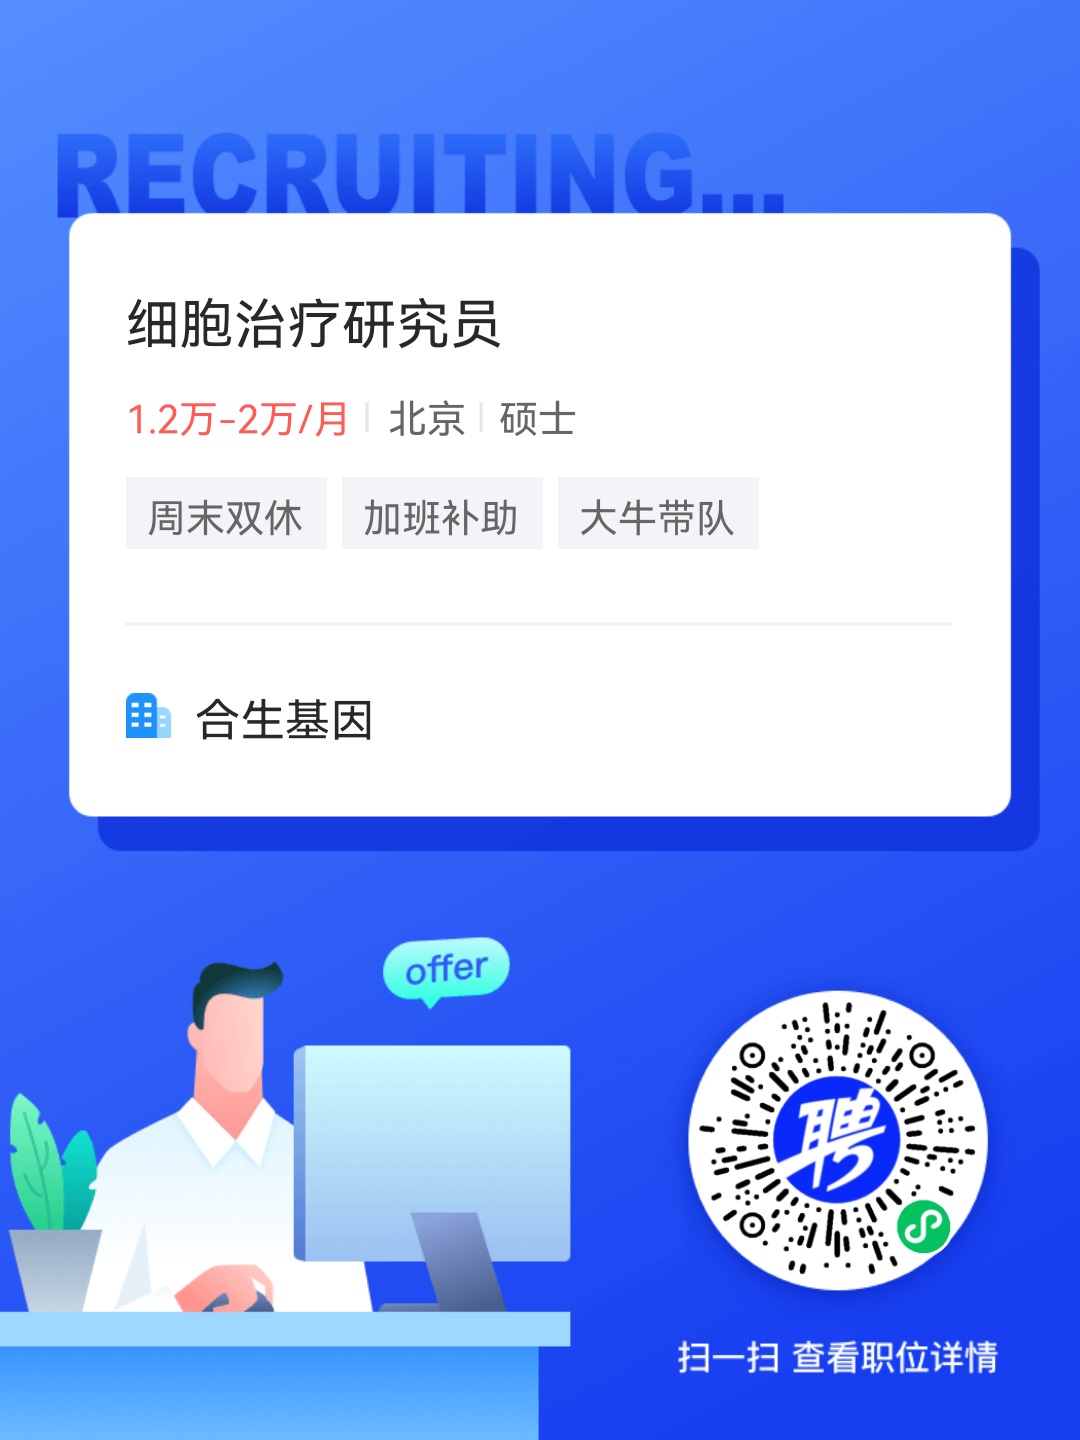 RECRUITING...
细胞治疗研究员
1.2万-2万/月 北京 硕士
周末双休 加班补助 大牛带队
合生基因
offer
聘
扫一扫 查看职位详情